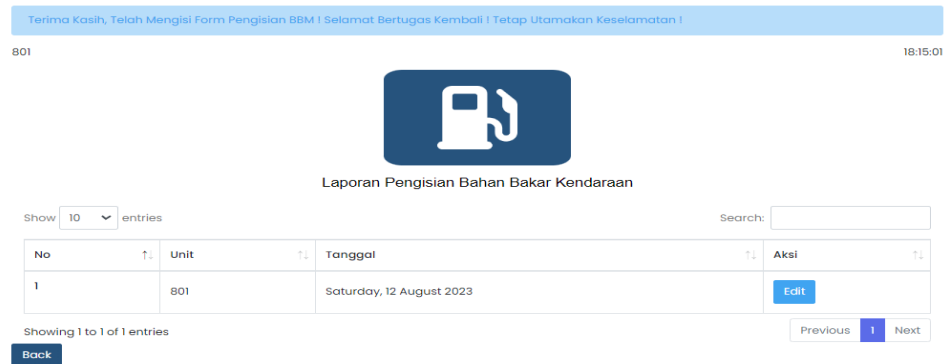 Terima Kasih, Telah Mengisi Form Pengisian BBM ! Selamat Bertugas Kembali ! Tetap Utamakan Keselamatan !
801 18:15:01
Laporan Pengisian Bahan Bakar Kendaraan
Show 10 entries Search:
No Unit Tanggal Aksi
1 801 Saturday, 12 August 2023 Edit
Showing 1 to 1 of 1 entries Previous 1 Next
Back